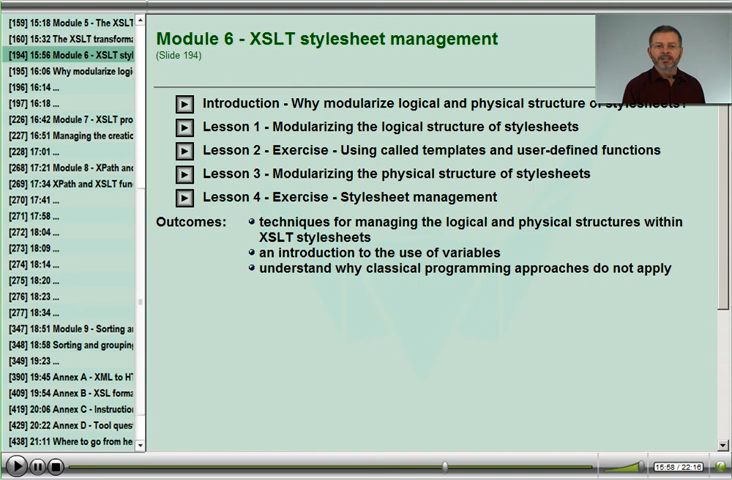 [159] 15:18 Module 5 - The XSLT
[160] 15:32 The XSLT transforma
[194] 15:56 Module 6 - XSLT styl
[195] 16:06 Why modularize logi
[196] 16:14 ...
[197] 16:18 ...
[226] 16:42 Module 7 - XSLT pro
[227] 16:51 Managing the creatic
[228] 17:01 ...
[268] 17:21 Module 8 - XPath and
[269] 17:34 XPath and XSLT fun
[270] 17:41 ...
[271] 17:58 ...
[272] 18:04 ...
[273] 18:09 ...
[274] 18:14 ...
[275] 18:20 ...
[276] 18:23 ...
[277] 18:34 ...
[347] 18:51 Module 9 - Sorting ar
[348] 18:58 Sorting and grouping
[349] 19:23 ...
[390] 19:45 Annex A - XML to HT
[409] 19:54 Annex B - XSL forma
[419] 20:06 Annex C - Instructio
[429] 20:22 Annex D - Tool ques
[438] 21:11 Where to go from he
Module 6 - XSLT stylesheet management
(Slide 194)
Introduction - Why modularize logical and physical structure of stylesheets?
Lesson 1 - Modularizing the logical structure of stylesheets
Lesson 2 - Exercise - Using called templates and user-defined functions
Lesson 3 - Modularizing the physical structure of stylesheets
Lesson 4 - Exercise - Stylesheet management
Outcomes: techniques for managing the logical and physical structures within
XSLT stylesheets
an introduction to the use of variables
understand why classical programming approaches do not apply
15:58 / 22:16